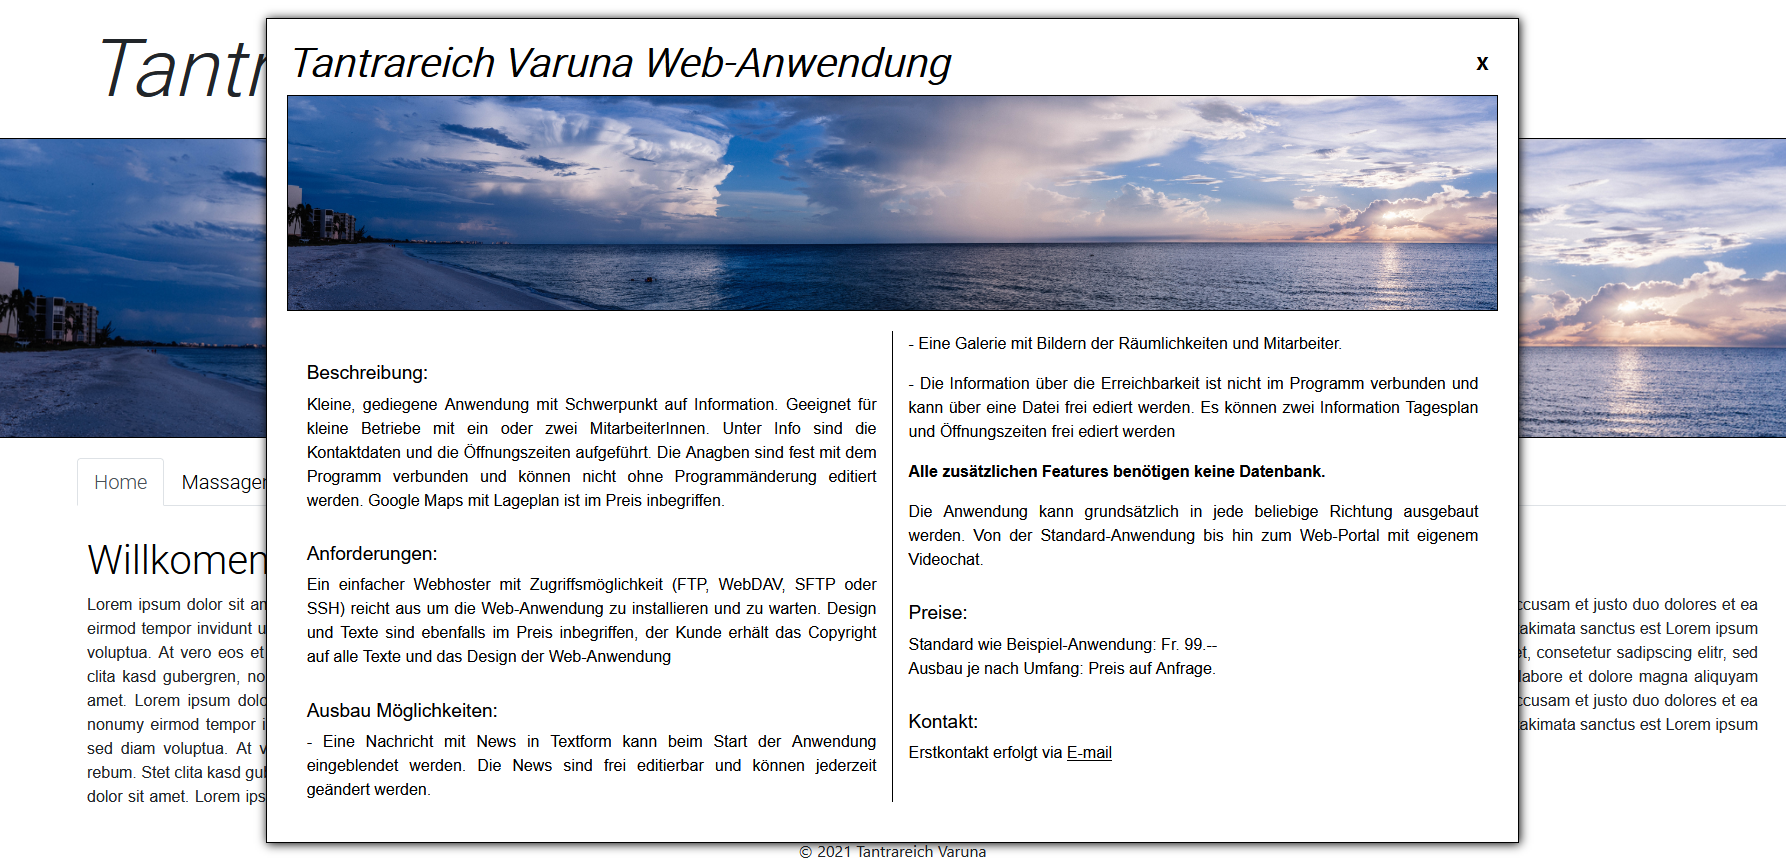 Tantr
Tantrareich Varuna Web-Anwendung
x
Beschreibung:
Kleine, gediegene Anwendung mit Schwerpunkt auf Information. Geeignet für
kleine Betriebe mit ein oder zwei MitarbeiterInnen. Unter Info sind die
Kontaktdaten und die Öffnungszeiten aufgeführt. Die Anagben sind fest mit dem
Programm verbunden und können nicht ohne Programmänderung editiert
werden. Google Maps mit Lageplan ist im Preis inbegriffen.
Anforderungen:
Ein einfacher Webhoster mit Zugriffsmöglichkeit (FTP, WebDAV, SFTP oder
SSH) reicht aus um die Web-Anwendung zu installieren und zu warten. Design
und Texte sind ebenfalls im Preis inbegriffen, der Kunde erhält das Copyright
auf alle Texte und das Design der Web-Anwendung
Ausbau Möglichkeiten:
- Eine Nachricht mit News in Textform kann beim Start der Anwendung
eingeblendet werden. Die News sind frei editierbar und können jederzeit
geändert werden.
- Eine Galerie mit Bildern der Räumlichkeiten und Mitarbeiter.
- Die Information über die Erreichbarkeit ist nicht im Programm verbunden und
kann über eine Datei frei ediert werden. Es können zwei Information Tagesplan
und Öffnungszeiten frei ediert werden
Alle zusätzlichen Features benötigen keine Datenbank.
Die Anwendung kann grundsätzlich in jede beliebige Richtung ausgebaut
werden. Von der Standard-Anwendung bis hin zum Web-Portal mit eigenem
Videochat.
Preise:
Standard wie Beispiel-Anwendung: Fr. 99.--
Ausbau je nach Umfang: Preis auf Anfrage.
Kontakt:
Erstkontakt erfolgt via E-mail
Home
Massagen
Willkomen
Lorem ipsum dolor sit am
eirmod tempor invidunt u
voluptua. At vero eos et
clita kasd gubergren, no
amet. Lorem ipsum dolo
nonumy eirmod tempor i
sed diam voluptua. At v
rebum. Stet clita kasd gul
dolor sit amet. Lorem ips
ccusam et justo duo dolores et ea
akimata sanctus est Lorem ipsum
et, consetetur sadipscing elitr, sed
labore et dolore magna aliquyam
ccusam et justo duo dolores et ea
akimata sanctus est Lorem ipsum
© 2021 Tantrareich Varuna